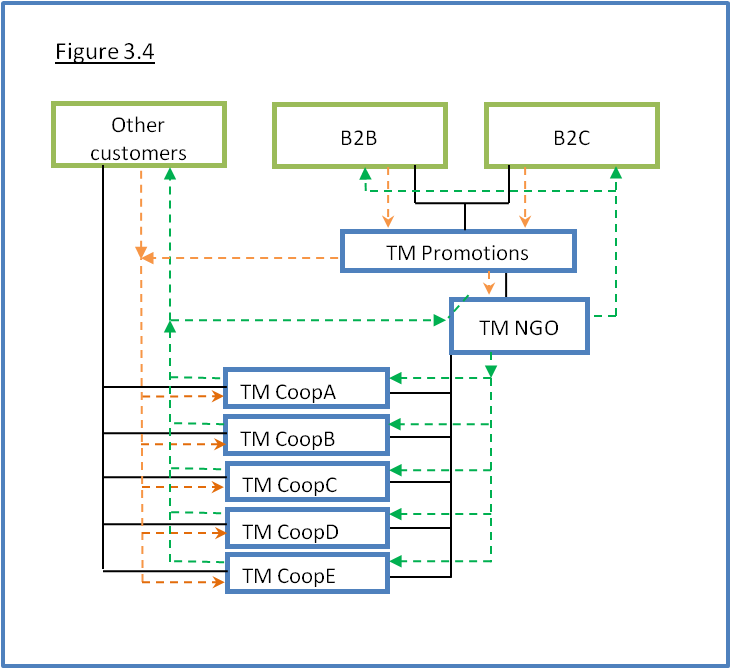 Figure 3.4
Other
customers
B2B
B2C
TM Promotions
TM NGO
TM CoopA
TM CoopB
TM CoopC
TM CoopD
TM CoopE